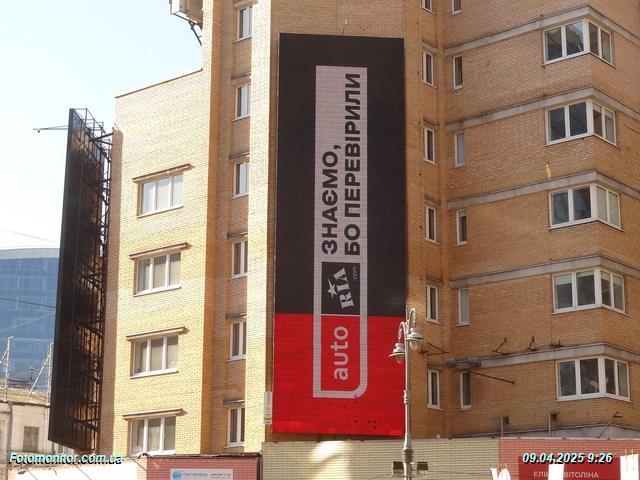 ЗНАЄМО,
БО ПЕРЕВІРИЛИ
auto RIA .com
Fotomonitor.com.ua
09.04.2025 9:26